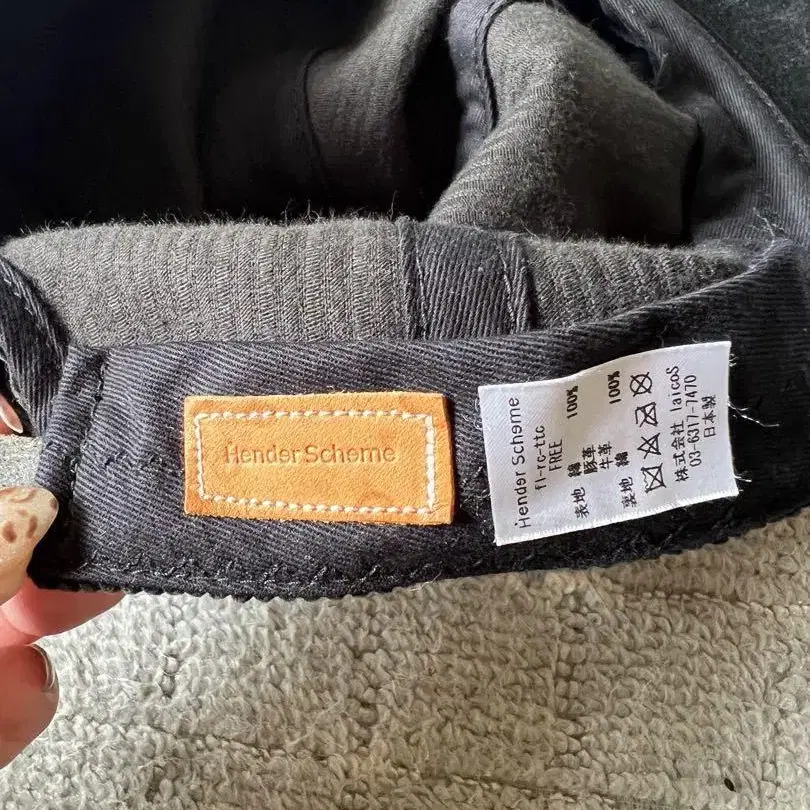 Hender Scheme
Hender Scheme
fl-rc-ttc
FREE
表地 綿 100%
豚革
牛革
裏地 綿 100%
株式会社 laicoS
03-6317-7470
日本製